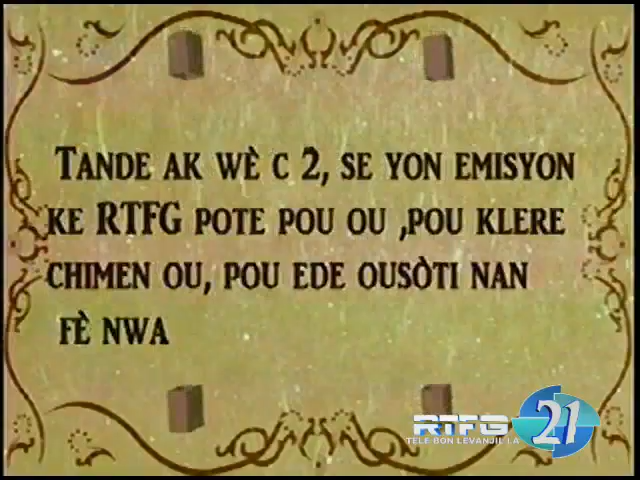 TANDE AK WÈ C 2, SE YON EMISYON
KE RTFG POTE POU OU ,POU KLERE
CHIMEN OU, POU EDE OUSÒTI NAN
FÈ NWA
RTFG 21
TELE BON LEVANJIL LA